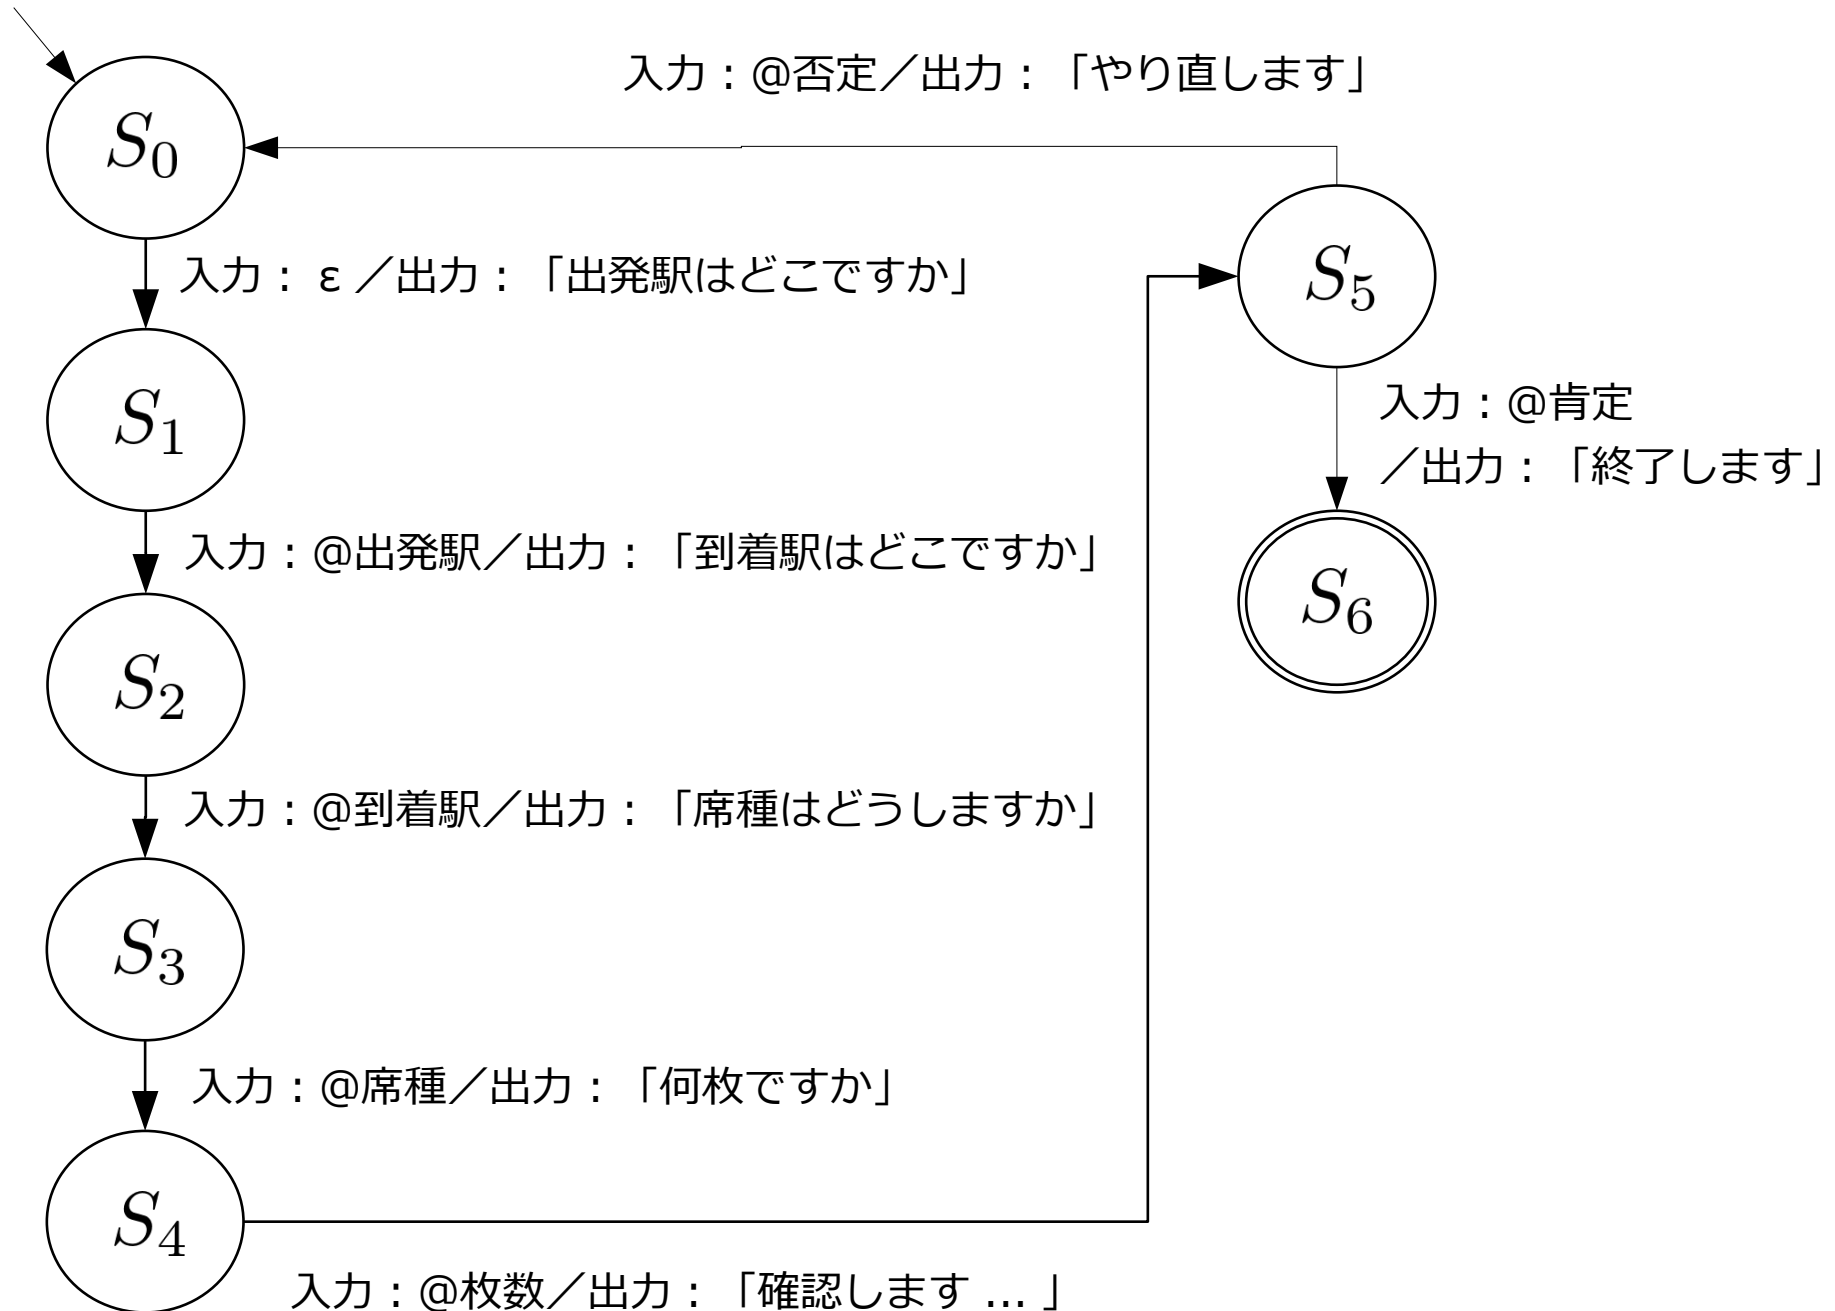 入力：@否定／出力：「やり直します」
S0
入力： ε ／出力：「出発駅はどこですか」
S5
S1
入力：@肯定
／出力：「終了します」
入力：@出発駅／出力：「到着駅はどこですか」
S6
S2
入力：@到着駅／出力：「席種はどうしますか」
S3
入力：@席種／出力：「何枚ですか」
S4
入力：@枚数／出力：「確認します ... 」